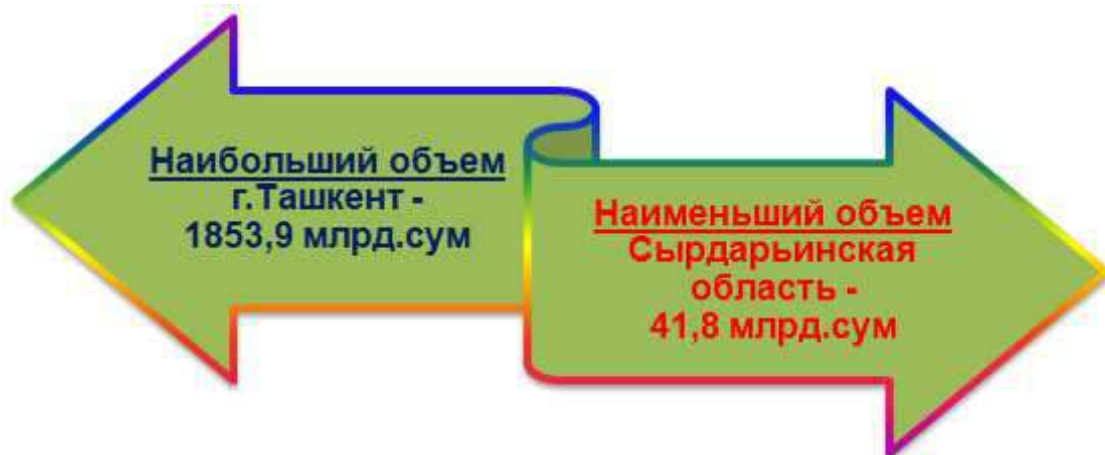 Наибольший объем
г.Ташкент -
1853,9 млрд.сум
Наименьший объем
Сырдарьинская
область -
41,8 млрд.сум